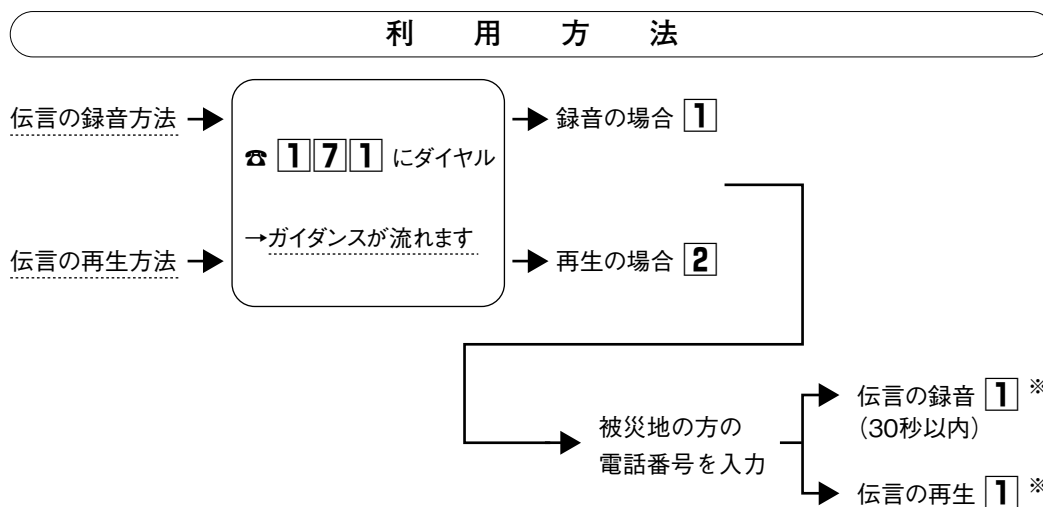 利用方法
伝言の録音方法
☎ 171 にダイヤル
→ガイダンスが流れます
伝言の再生方法
録音の場合 1
再生の場合 2
被災地の方の
電話番号を入力
伝言の録音 1 ※
（30秒以内）
伝言の再生 1 ※